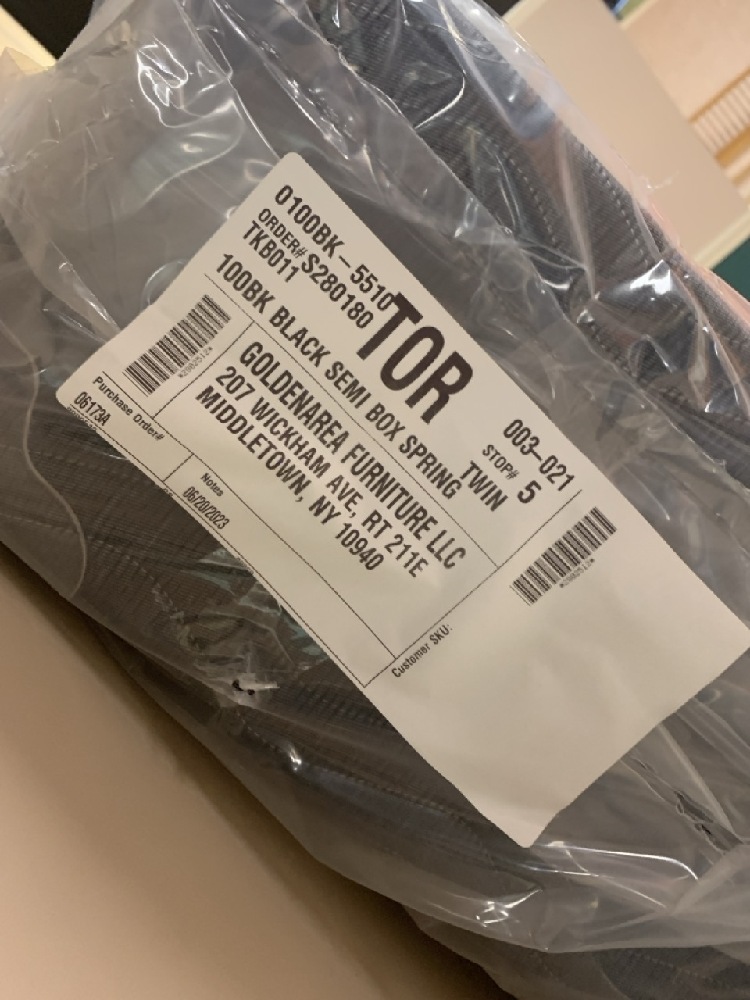 0100BK-5510
ORDER# S280180
TKB011
TOR
003-021
STOP# 5
100BK BLACK SEMI BOX SPRING
TWIN
GOLDENAREA FURNITURE LLC
207 WICKHAM AVE, RT 211E
MIDDLETOWN, NY 10940
Purchase Order#
06173A
Notes
06/20/2023
Customer SKU: